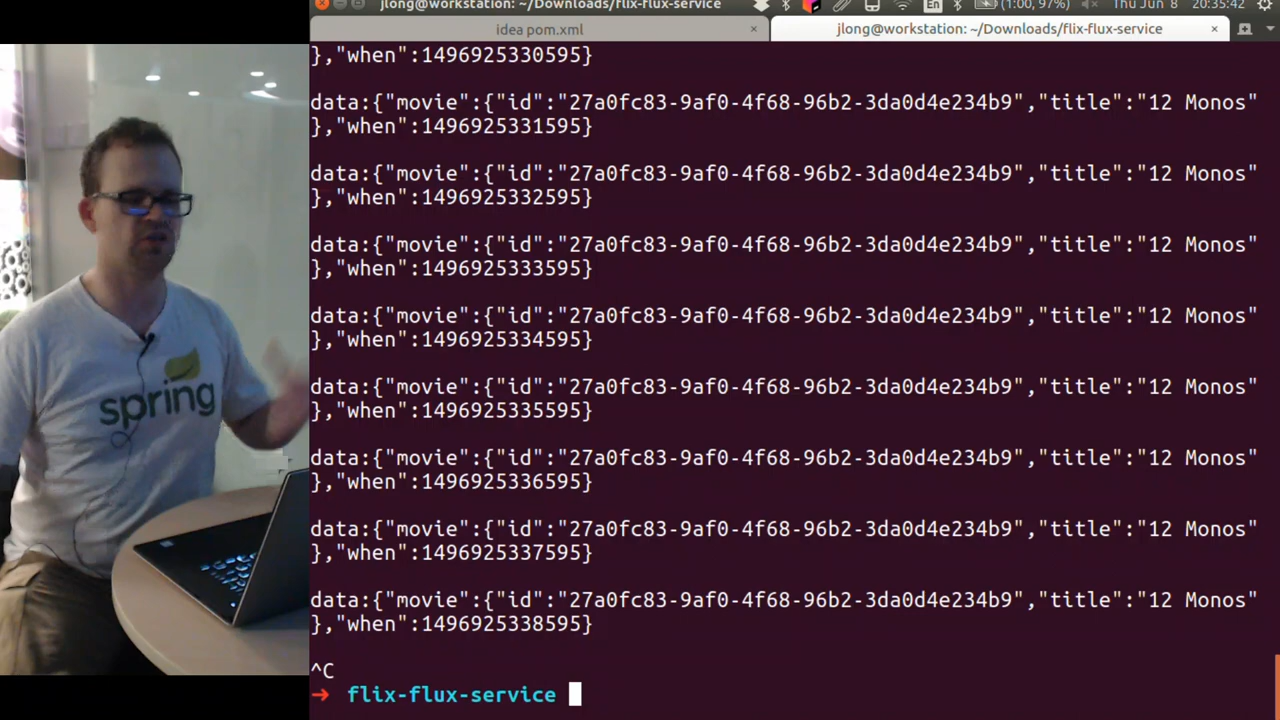 jlong@workstation: ~/Downloads/flix-flux-service
En
(1:00, 97%)
Thu Jun 8
20:35:42
idea pom.xml
×
jlong@workstation: ~/Downloads/flix-flux-service
×
},"when":1496925330595}
data:{"movie":{"id":"27a0fc83-9af0-4f68-96b2-3da0d4e234b9","title":"12 Monos"
},"when":1496925331595}
data:{"movie":{"id":"27a0fc83-9af0-4f68-96b2-3da0d4e234b9","title":"12 Monos"
},"when":1496925332595}
data:{"movie":{"id":"27a0fc83-9af0-4f68-96b2-3da0d4e234b9","title":"12 Monos"
},"when":1496925333595}
data:{"movie":{"id":"27a0fc83-9af0-4f68-96b2-3da0d4e234b9","title":"12 Monos"
},"when":1496925334595}
data:{"movie":{"id":"27a0fc83-9af0-4f68-96b2-3da0d4e234b9","title":"12 Monos"
},"when":1496925335595}
data:{"movie":{"id":"27a0fc83-9af0-4f68-96b2-3da0d4e234b9","title":"12 Monos"
},"when":1496925336595}
data:{"movie":{"id":"27a0fc83-9af0-4f68-96b2-3da0d4e234b9","title":"12 Monos"
},"when":1496925337595}
data:{"movie":{"id":"27a0fc83-9af0-4f68-96b2-3da0d4e234b9","title":"12 Monos"
},"when":1496925338595}
^C
➜ flix-flux-service
spring